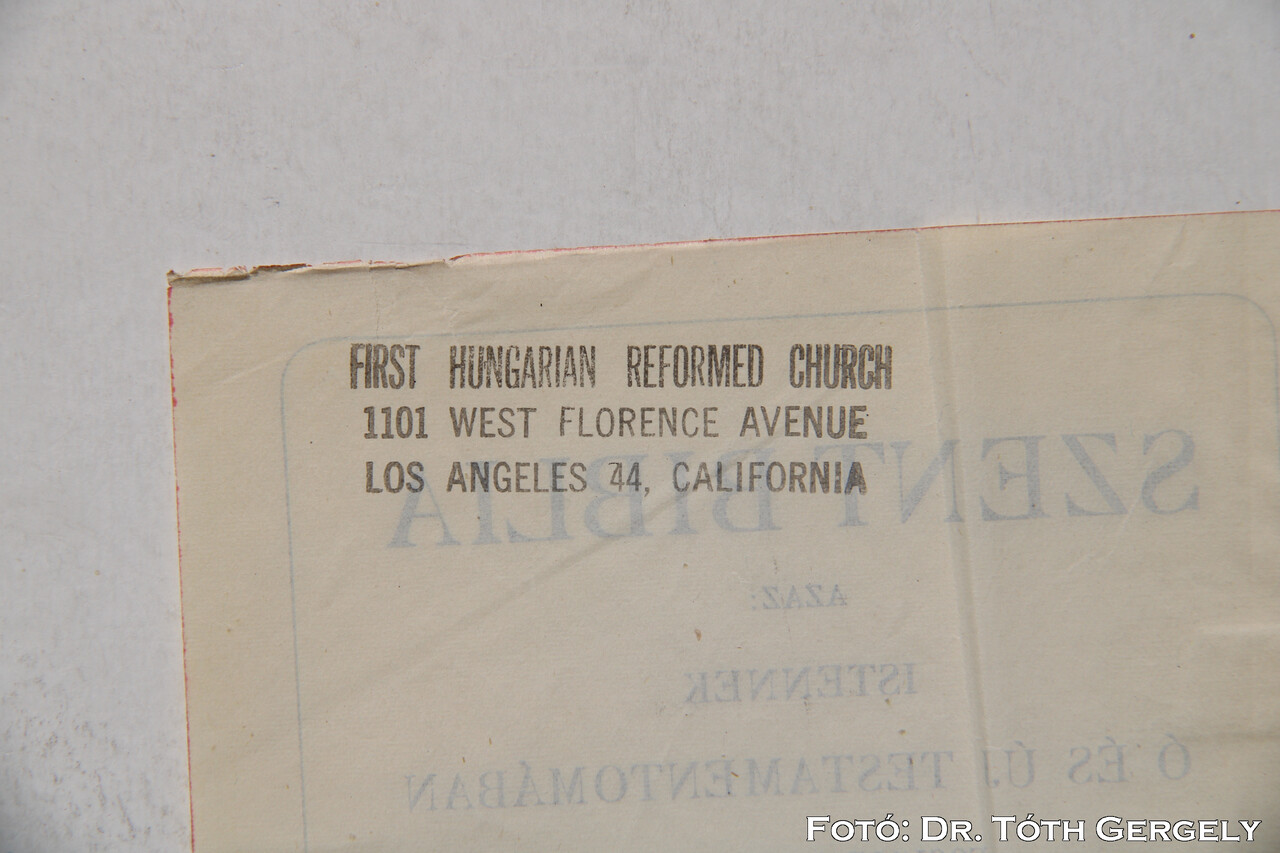 FIRST HUNGARIAN REFORMED CHURCH
1101 WEST FLORENCE AVENUE
LOS ANGELES 44, CALIFORNIA
SZENT BIBLIA
AZAZ:
ISTENNEK
Ó ÉS ÚJ TESTAMENTOMÁBAN
Fotó: Dr. Tóth Gergely